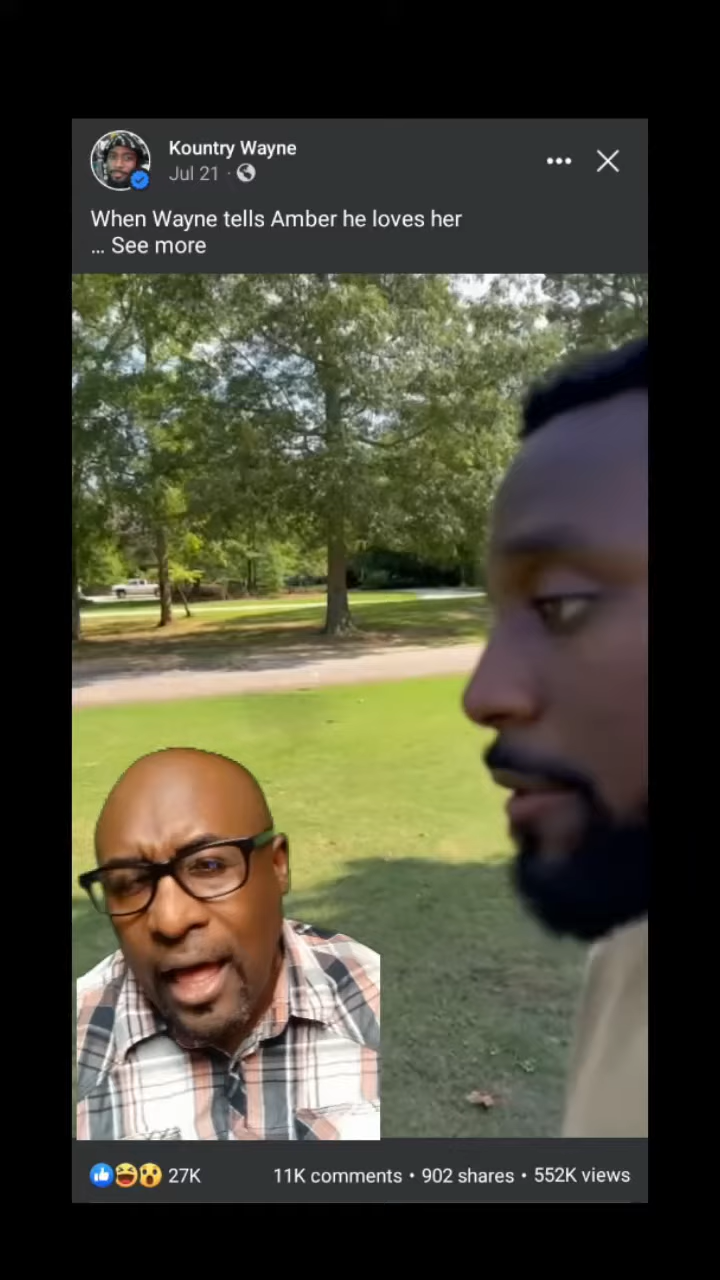 Kountry Wayne
Jul 21 ·
When Wayne tells Amber he loves her
... See more
27K
11K comments • 902 shares • 552K views